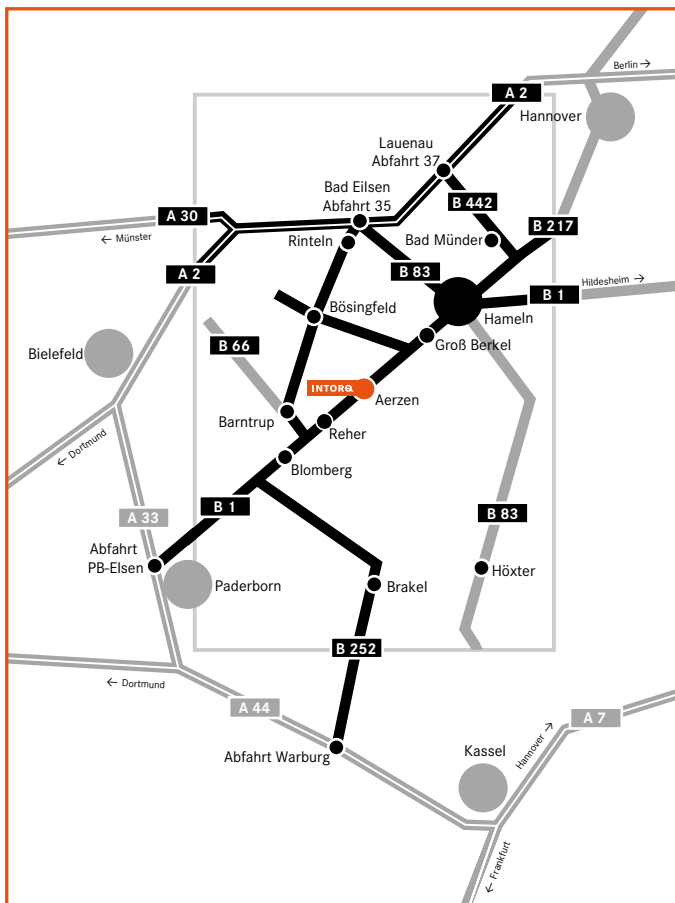 Berlin →
A 2
Hannover
Lauenau
Abfahrt 37
Bad Eilsen
Abfahrt 35
B 442
A 30
B 217
← Münster
Rinteln
Bad Münder
A 2
B 83
Hildesheim →
B 1
Bösingfeld
Hameln
B 66
Groß Berkel
Bielefeld
INTORQ
Aerzen
Barntrup
Reher
← Dortmund
Blomberg
B 1
A 33
B 83
Abfahrt
PB-Elsen
Höxter
Paderborn
Brakel
B 252
← Dortmund
A 44
A 7
Hannover →
Abfahrt Warburg
Kassel
← Frankfurt